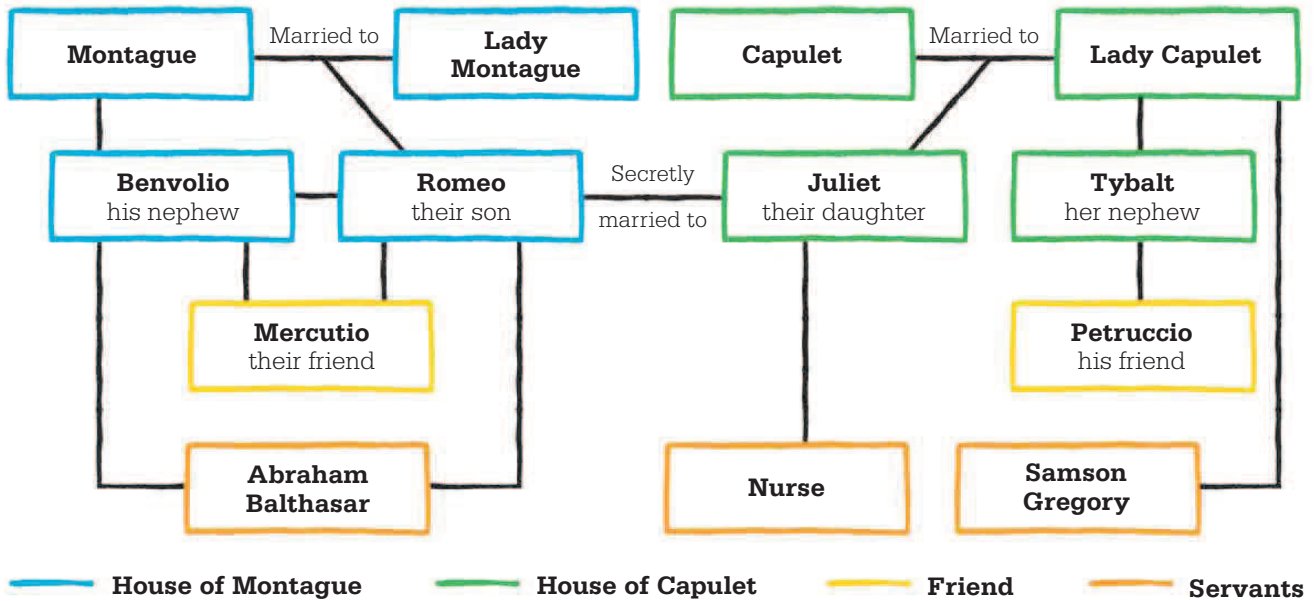 Montague
Married to
Lady
Montague
Capulet
Married to
Lady Capulet
Benvolio
his nephew
Romeo
their son
Secretly
married to
Juliet
their daughter
Tybalt
her nephew
Mercutio
their friend
Petruccio
his friend
Abraham
Balthasar
Nurse
Samson
Gregory
House of Montague
House of Capulet
Friend
Servants